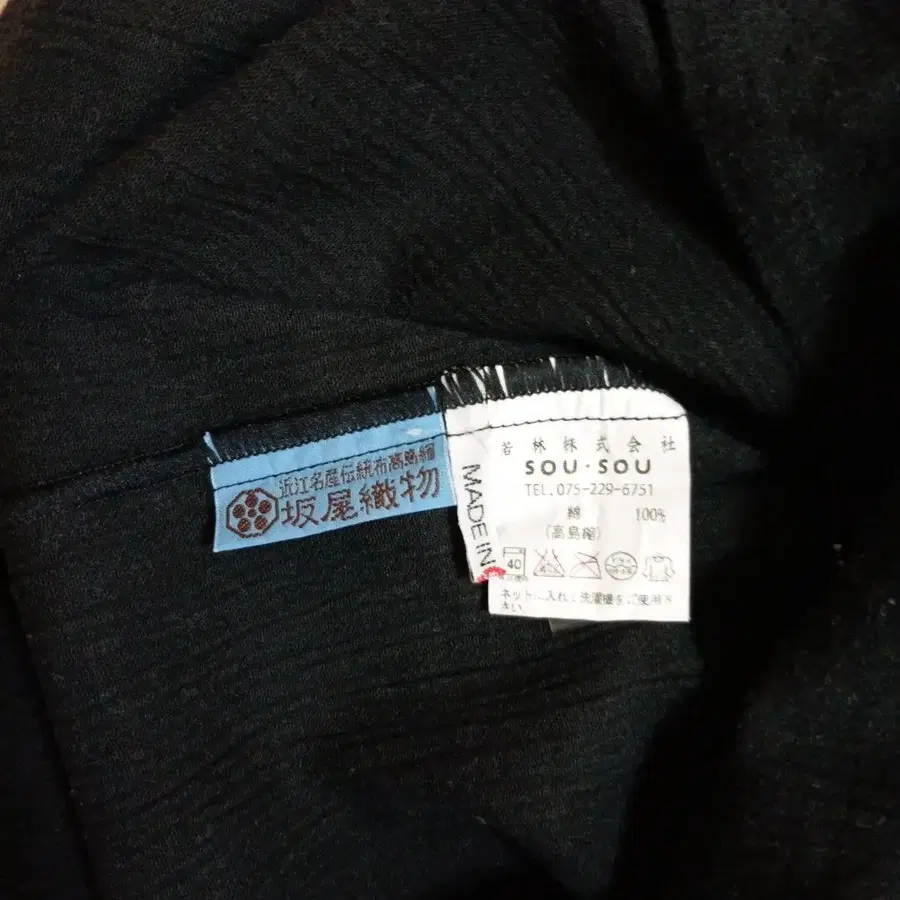 近江名産伝統布高島縮
坂尾織物
MADE IN
若林株式会社
SOU・SOU
TEL.075-229-6751
綿 100%
(高島縮)
40
ネットに入れて洗濯機をご使用下さい。